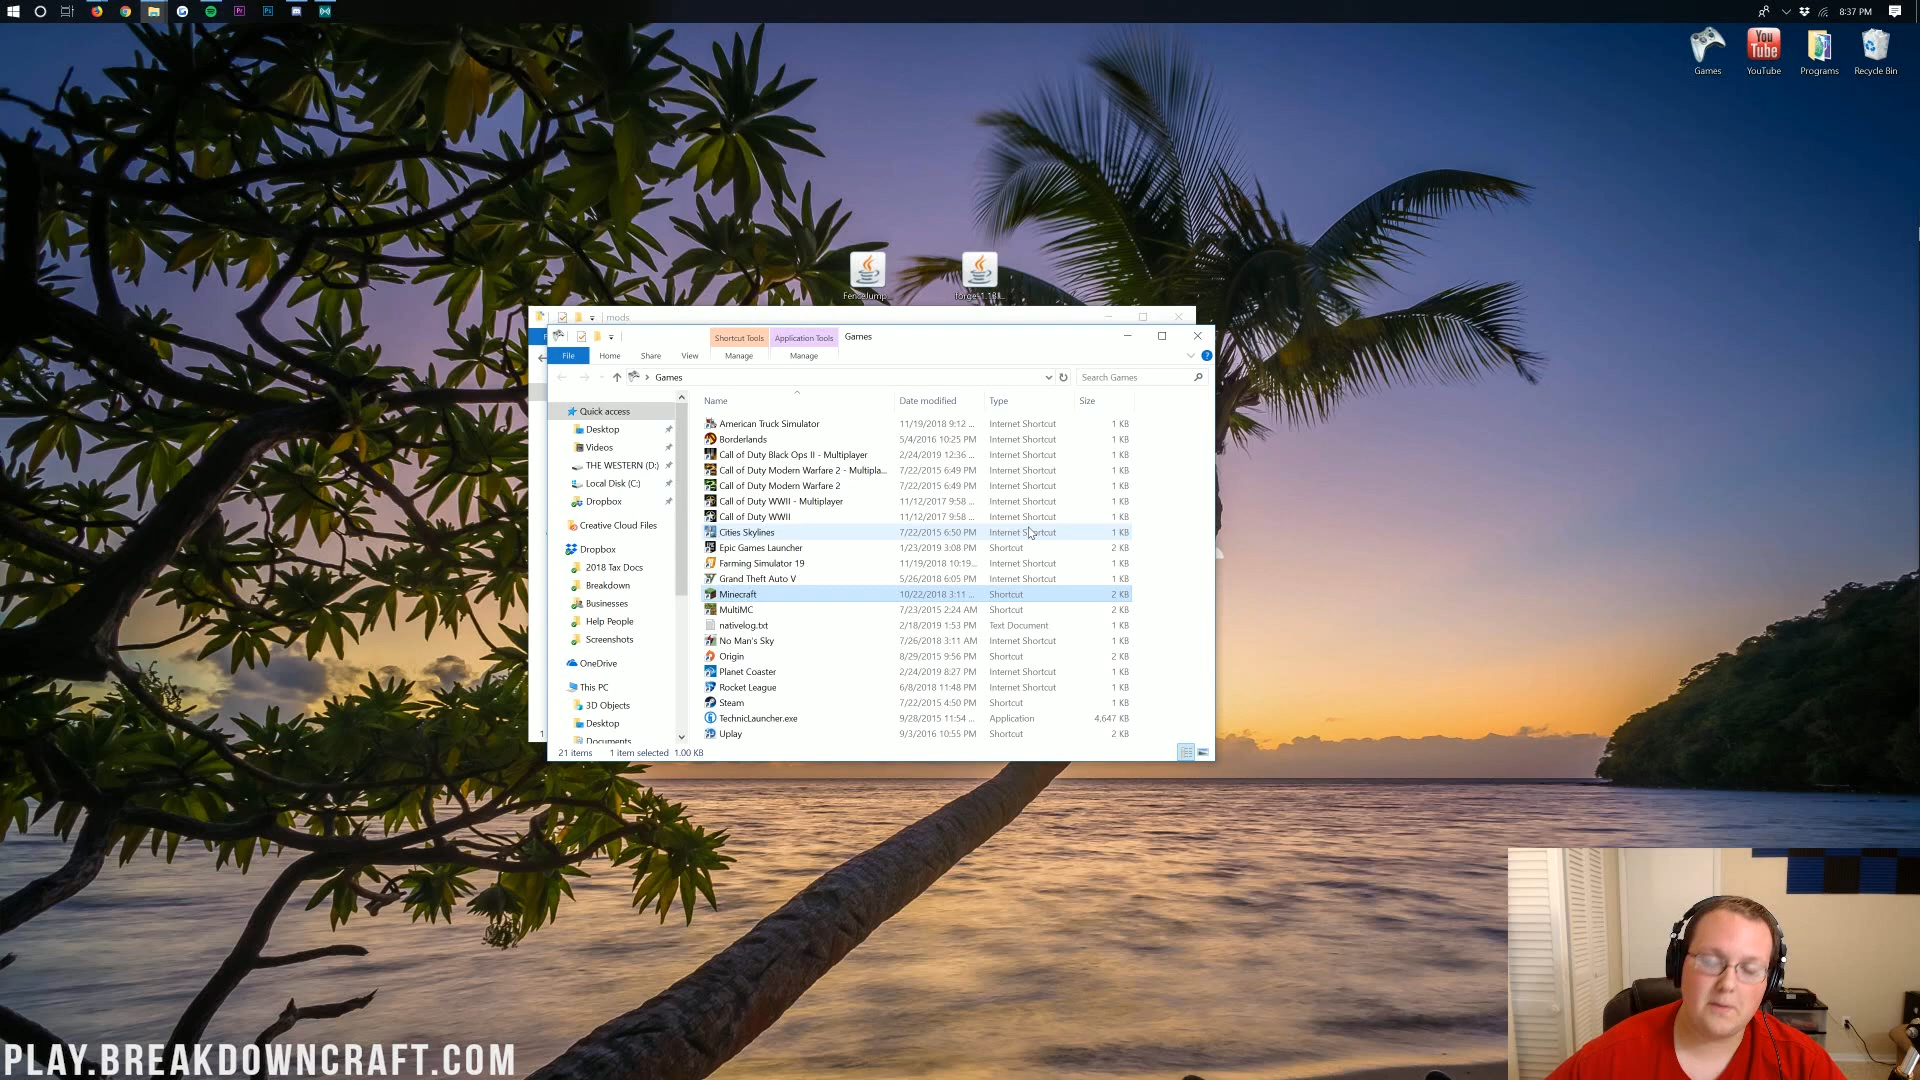 8:37 PM
Games
YouTube
Programs
Recycle Bin
You Tube
Pr
Ps
FenceJump...
forge-1.13...
mods
Shortcut Tools
Application Tools
Games
File
Home
Share
View
Manage
Manage
Games
Search Games
Name
Date modified
Type
Size
Quick access
Desktop
Videos
THE WESTERN (D:)
Local Disk (C:)
Dropbox
Creative Cloud Files
Dropbox
2018 Tax Docs
Breakdown
Businesses
Help People
Screenshots
OneDrive
This PC
3D Objects
Desktop
Documents
American Truck Simulator 11/19/2018 9:12 ... Internet Shortcut 1 KB
Borderlands 5/4/2016 10:25 PM Internet Shortcut 1 KB
Call of Duty Black Ops II - Multiplayer 2/24/2019 12:36 ... Internet Shortcut 1 KB
Call of Duty Modern Warfare 2 - Multipla... 7/22/2015 6:49 PM Internet Shortcut 1 KB
Call of Duty Modern Warfare 2 7/22/2015 6:49 PM Internet Shortcut 1 KB
Call of Duty WWII - Multiplayer 11/12/2017 9:58 ... Internet Shortcut 1 KB
Call of Duty WWII 11/12/2017 9:58 ... Internet Shortcut 1 KB
Cities Skylines 7/22/2015 6:50 PM Internet Shortcut 1 KB
Epic Games Launcher 1/23/2019 3:08 PM Shortcut 2 KB
Farming Simulator 19 11/19/2018 10:19... Internet Shortcut 1 KB
Grand Theft Auto V 5/26/2018 6:05 PM Internet Shortcut 1 KB
Minecraft 10/22/2018 3:11 ... Shortcut 2 KB
MultiMC 7/23/2015 2:24 AM Shortcut 2 KB
nativelog.txt 2/18/2019 1:53 PM Text Document 1 KB
No Man's Sky 7/26/2018 3:11 AM Internet Shortcut 1 KB
Origin 8/29/2015 9:56 PM Shortcut 2 KB
Planet Coaster 2/24/2019 8:27 PM Internet Shortcut 1 KB
Rocket League 6/8/2018 11:48 PM Internet Shortcut 1 KB
Steam 7/22/2015 4:50 PM Shortcut 2 KB
TechnicLauncher.exe 9/28/2015 11:54 ... Application 4,647 KB
Uplay 9/3/2016 10:55 PM Shortcut 2 KB
1
21 items
1 item selected 1.00 KB
PLAY.BREAKDOWNCRAFT.COM